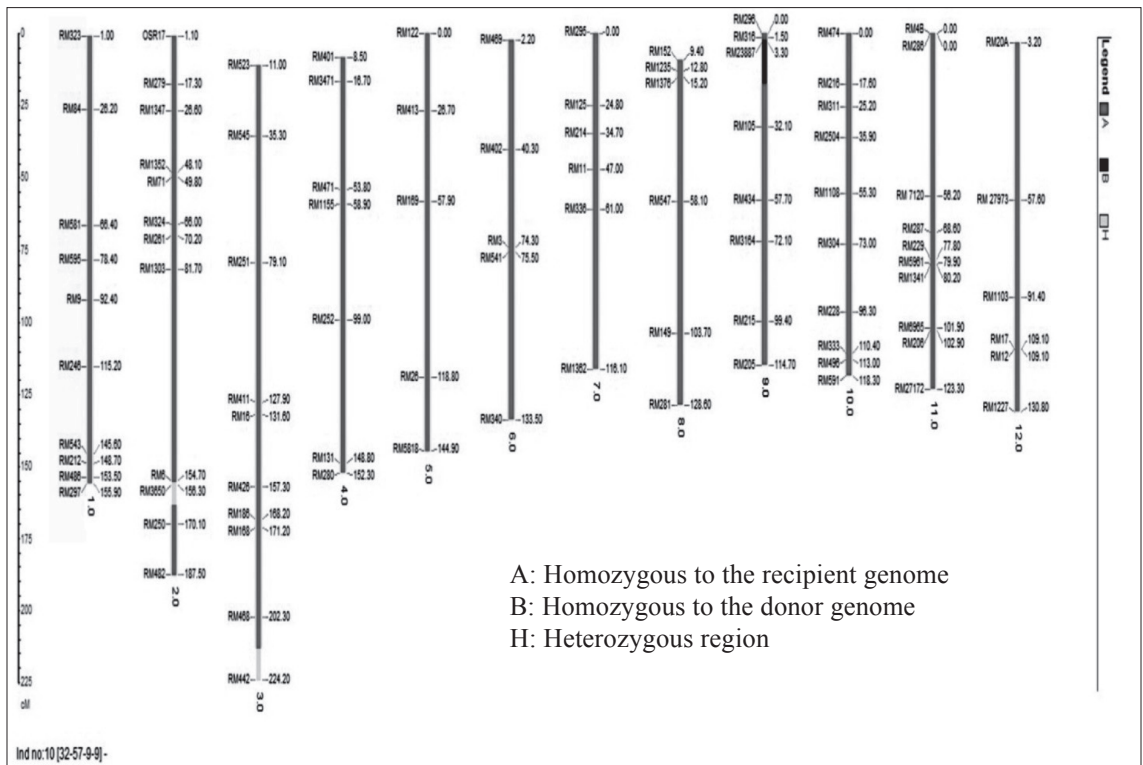 0
25
50
75
100
125
150
175
200
225
cM
RM323 1.00
RM84 26.20
RM581 66.40
RM595 78.40
RM9 92.40
RM246 115.20
RM543 145.60
RM212 148.70
RM486 153.50
RM297 155.90
1.0
OSR17 1.10
RM279 17.30
RM1347 26.60
RM1352 48.10
RM71 49.80
RM324 66.00
RM261 70.20
RM1303 81.70
RM6 154.70
RM3650 156.30
RM250 170.10
RM482 187.50
2.0
RM523 11.00
RM545 35.30
RM251 79.10
RM411 127.90
RM16 131.60
RM426 157.30
RM186 168.20
RM168 171.20
RM468 202.30
RM442 224.20
3.0
RM401 8.50
RM3471 16.70
RM471 53.80
RM1155 58.90
RM252 99.00
RM131 148.80
RM280 152.30
4.0
RM122 0.00
RM413 26.70
RM169 57.90
RM26 118.80
RM5818 144.90
5.0
RM469 2.20
RM402 40.30
RM3 74.30
RM541 75.50
RM340 133.50
6.0
RM295 0.00
RM125 24.80
RM214 34.70
RM11 47.00
RM336 61.00
RM1362 116.10
7.0
RM152 9.40
RM1235 12.80
RM1376 15.20
RM547 58.10
RM149 103.70
RM281 128.60
8.0
RM296 0.00
RM316 1.50
RM23887 3.30
RM105 32.10
RM434 57.70
RM3164 72.10
RM215 99.40
RM205 114.70
9.0
RM474 0.00
RM216 17.60
RM311 25.20
RM2504 35.90
RM1108 55.30
RM304 73.00
RM228 96.30
RM333 110.40
RM496 113.00
RM591 118.30
10.0
RM4B 0.00
RM286 0.00
RM 7120 56.20
RM287 68.60
RM229 77.80
RM5961 79.90
RM1341 80.20
RM6965 101.90
RM206 102.90
RM27172 123.30
11.0
RM20A 3.20
RM 27973 57.60
RM1103 91.40
RM17 109.10
RM12 109.10
RM1227 130.80
12.0
Legend
A
B
H
A: Homozygous to the recipient genome
B: Homozygous to the donor genome
H: Heterozygous region
Ind no:10 [32-57-9-9] -